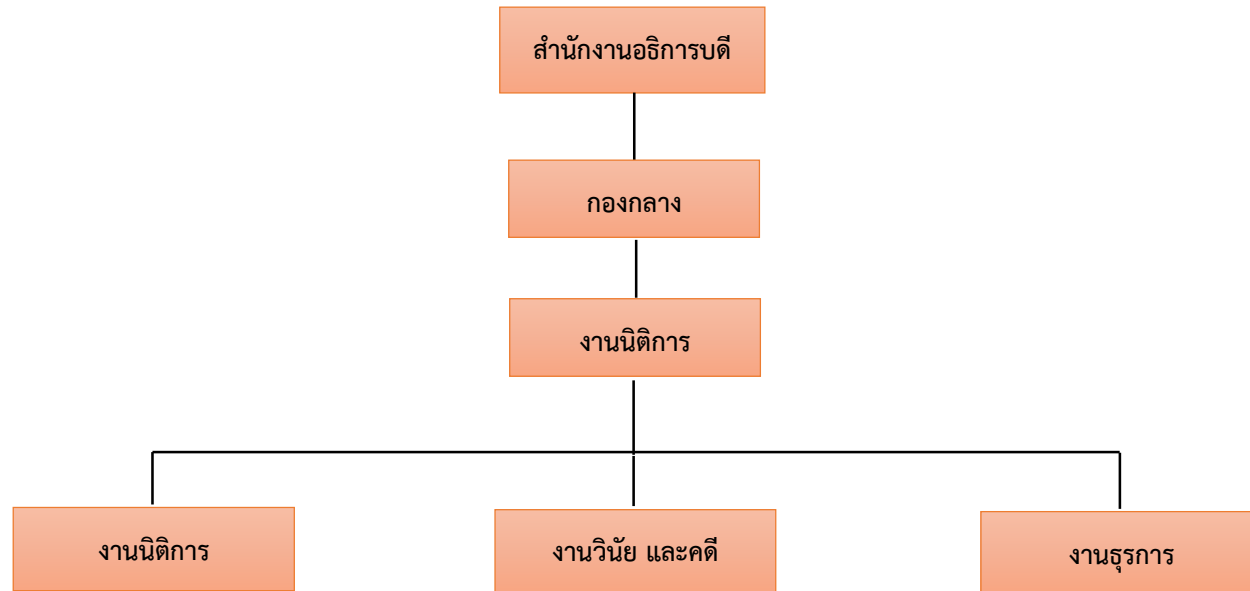 สำนักงานอธิการบดี
กองกลาง
งานนิติการ
งานนิติการ
งานวินัย และคดี
งานธุรการ